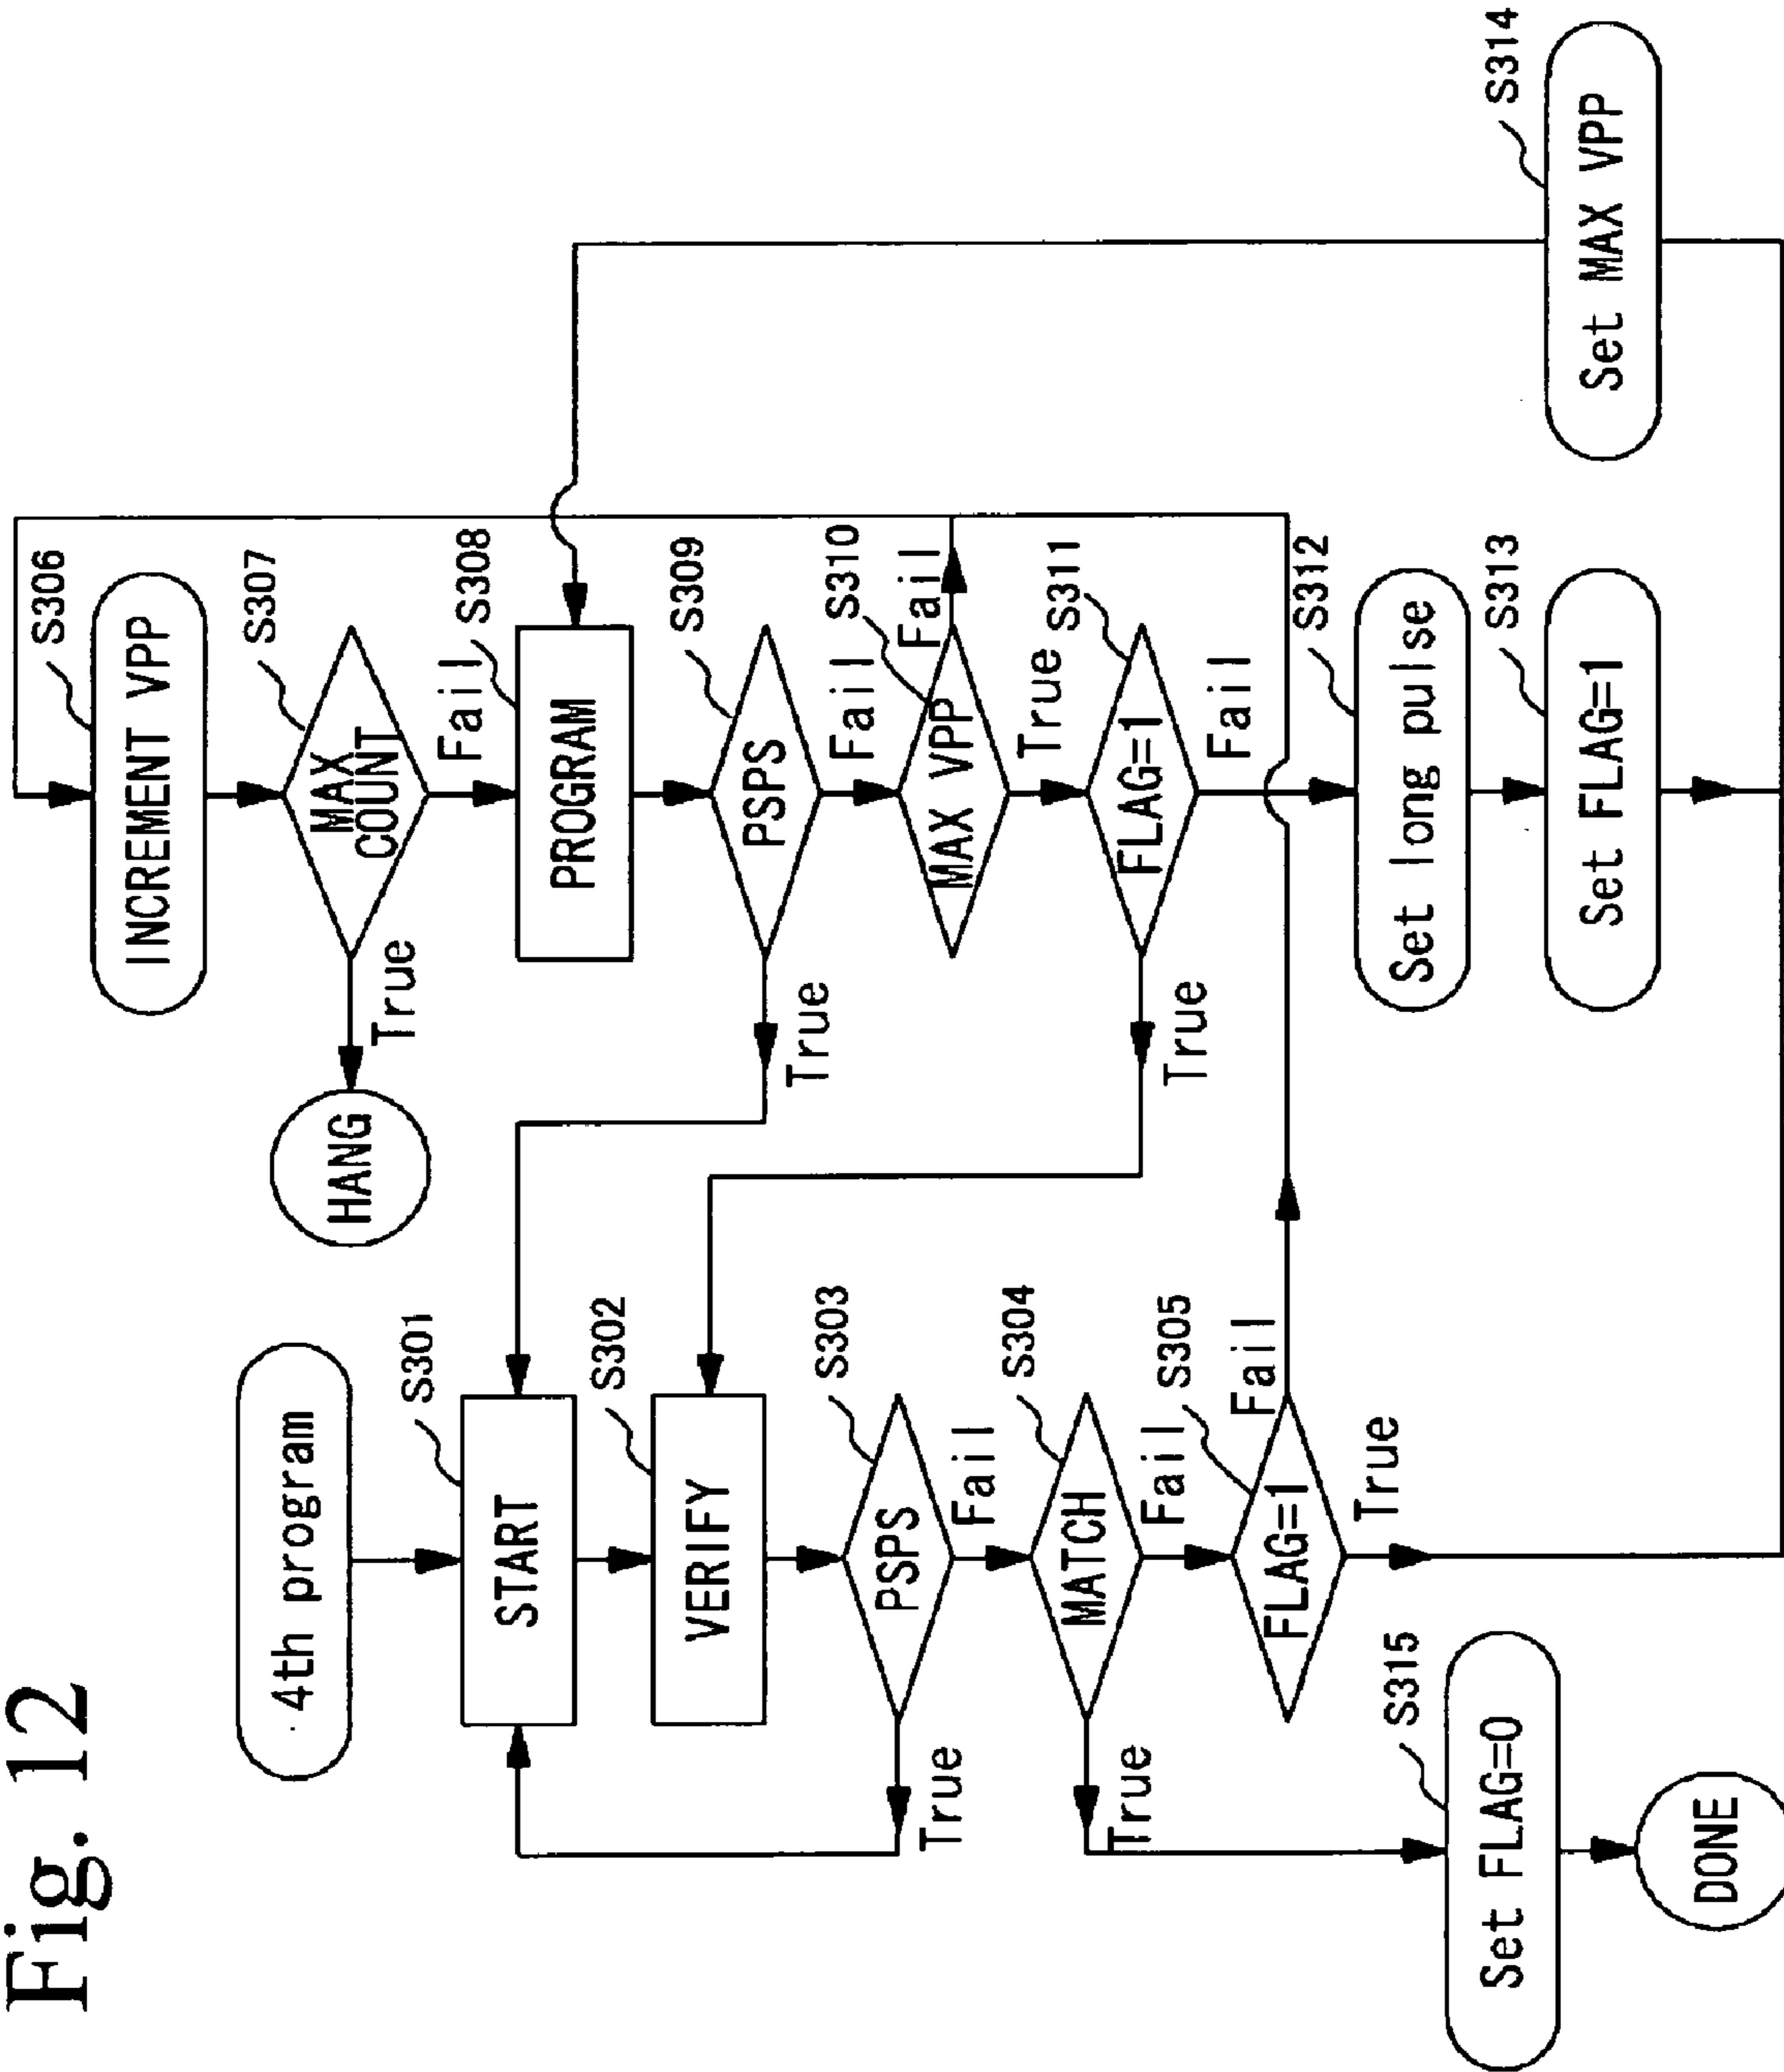 Fig. 12
4th program
S301
START
S302
VERIFY
S303
PSPS
True
Fail
S304
MATCH
True
Fail
S305
FLAG=1
Fail
True
S315
Set FLAG=0
DONE
S306
INCREMENT VPP
S307
MAX
COUNT
True
HANG
Fail
S308
PROGRAM
S309
PSPS
True
Fail
S310
MAX VPP
Fail
True
S311
FLAG=1
True
Fail
S312
Set long pulse
S313
Set FLAG=1
S314
Set MAX VPP